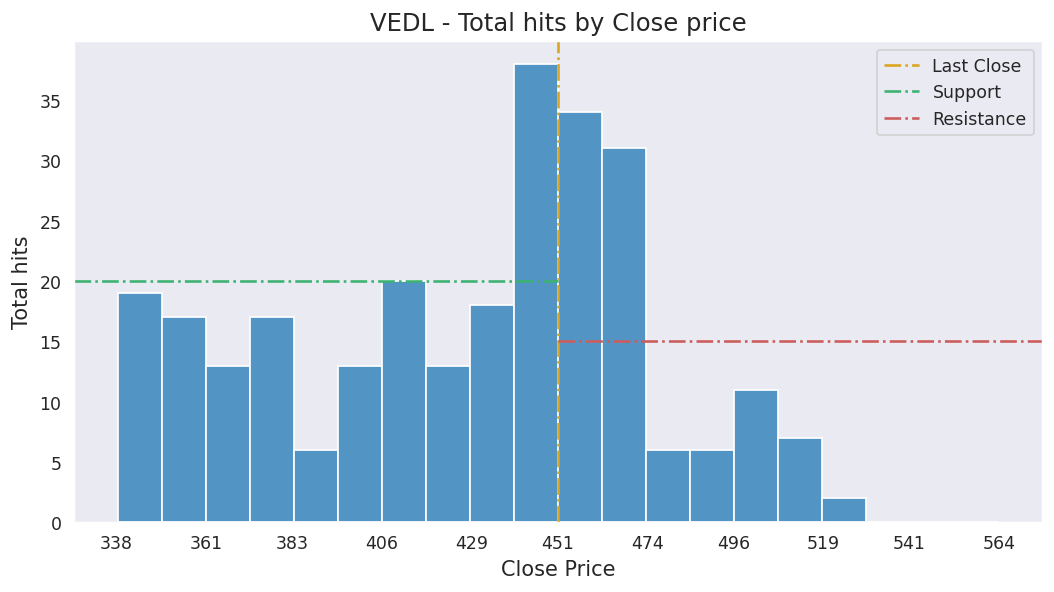 VEDL - Total hits by Close price
Last Close
Support
Resistance
Total hits
35
30
25
20
15
10
5
0
338 361 383 406 429 451 474 496 519 541 564
Close Price